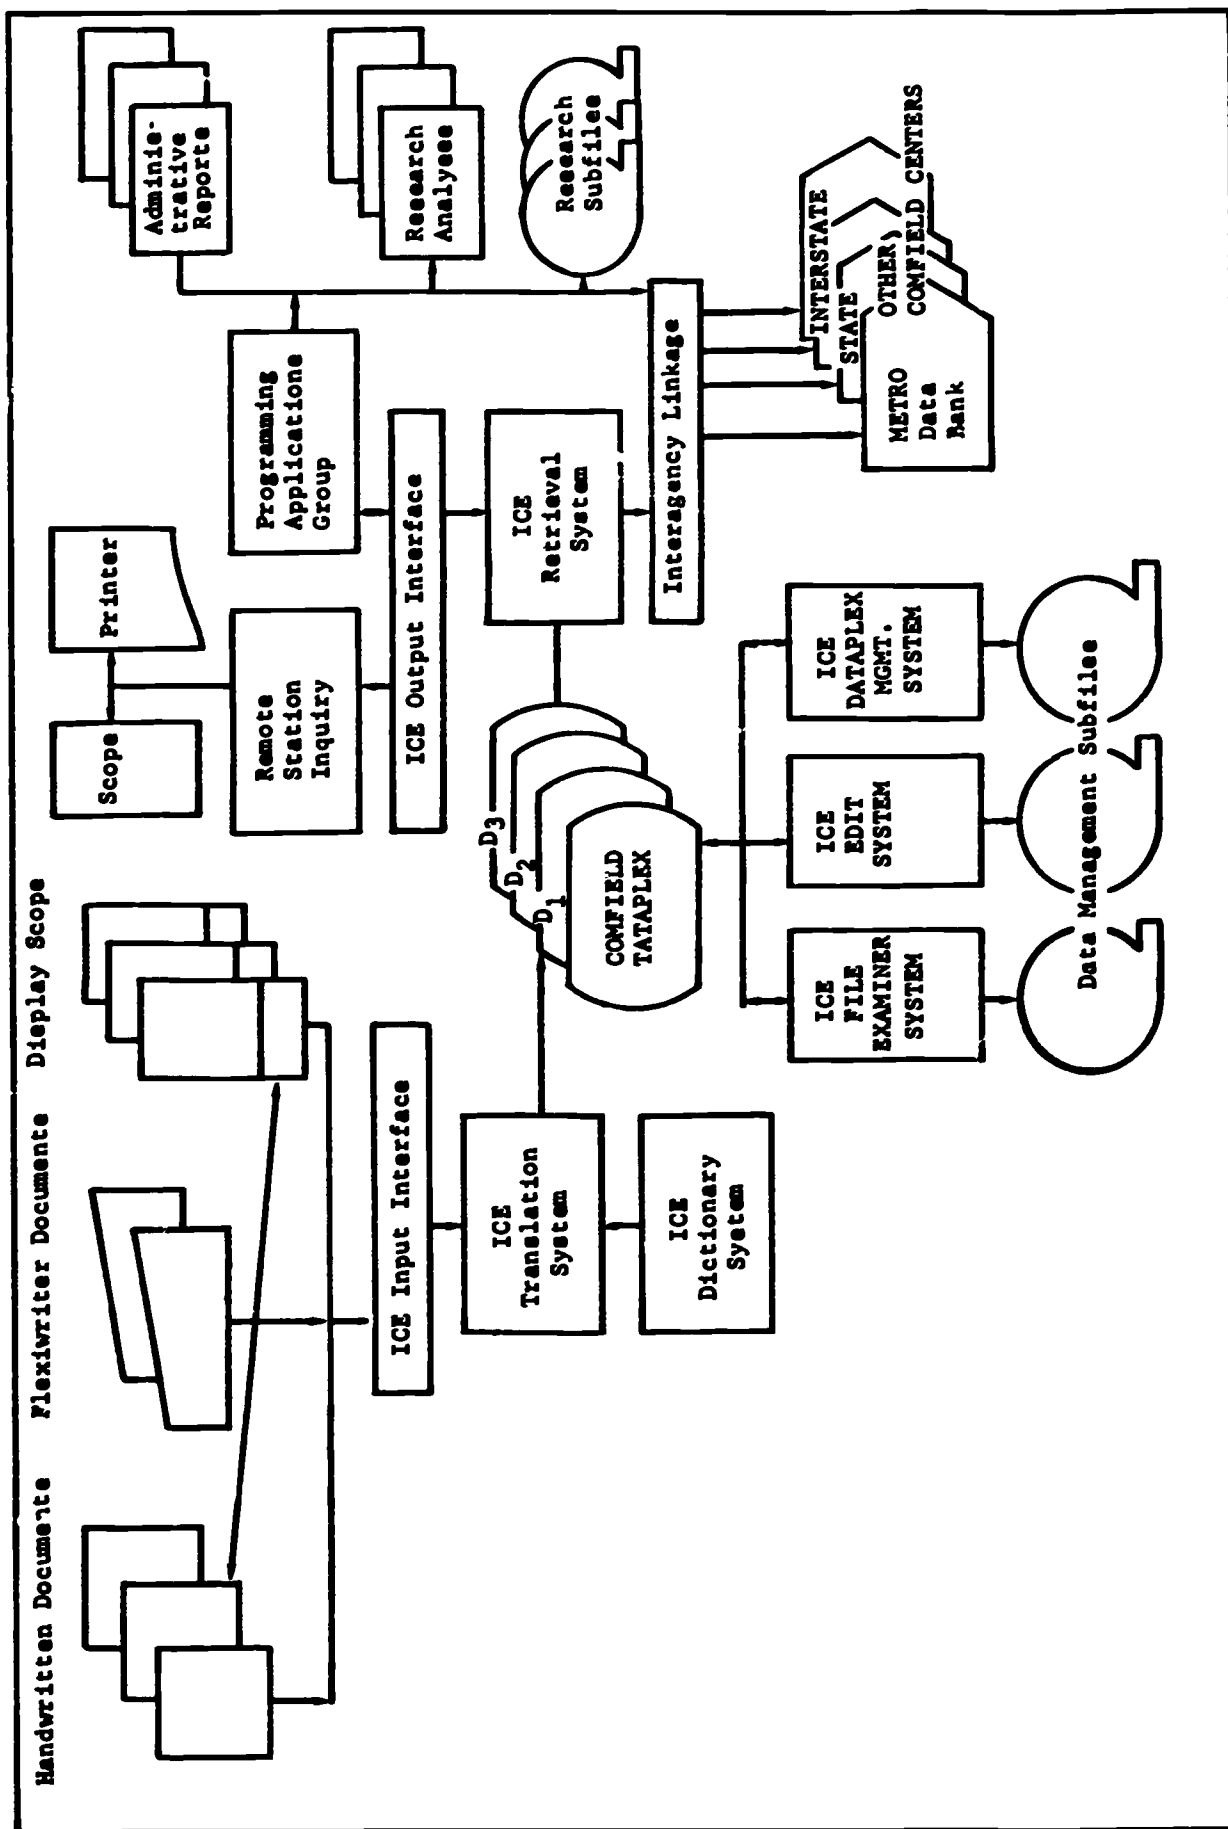 Handwritten Documents   Flexiwriter Documents   Display Scope
Scope
Printer
Adminis-
trative
Reports
Remote
Station
Inquiry
Programming
Applications
Group
Research
Analyses
ICE Input Interface
ICE Output Interface
Research
Subfiles
ICE
Translation
System
D3
D2
D1
ICE
Retrieval
System
COMFIELD
TATAPLEX
ICE
Dictionary
System
Interagency Linkage
INTERSTATE
STATE
OTHER
COMFIELD CENTERS
METRO
Data
Bank
ICE
FILE
EXAMINER
SYSTEM
ICE
EDIT
SYSTEM
ICE
DATAPLEX
MGMT.
SYSTEM
Data Management Subfiles